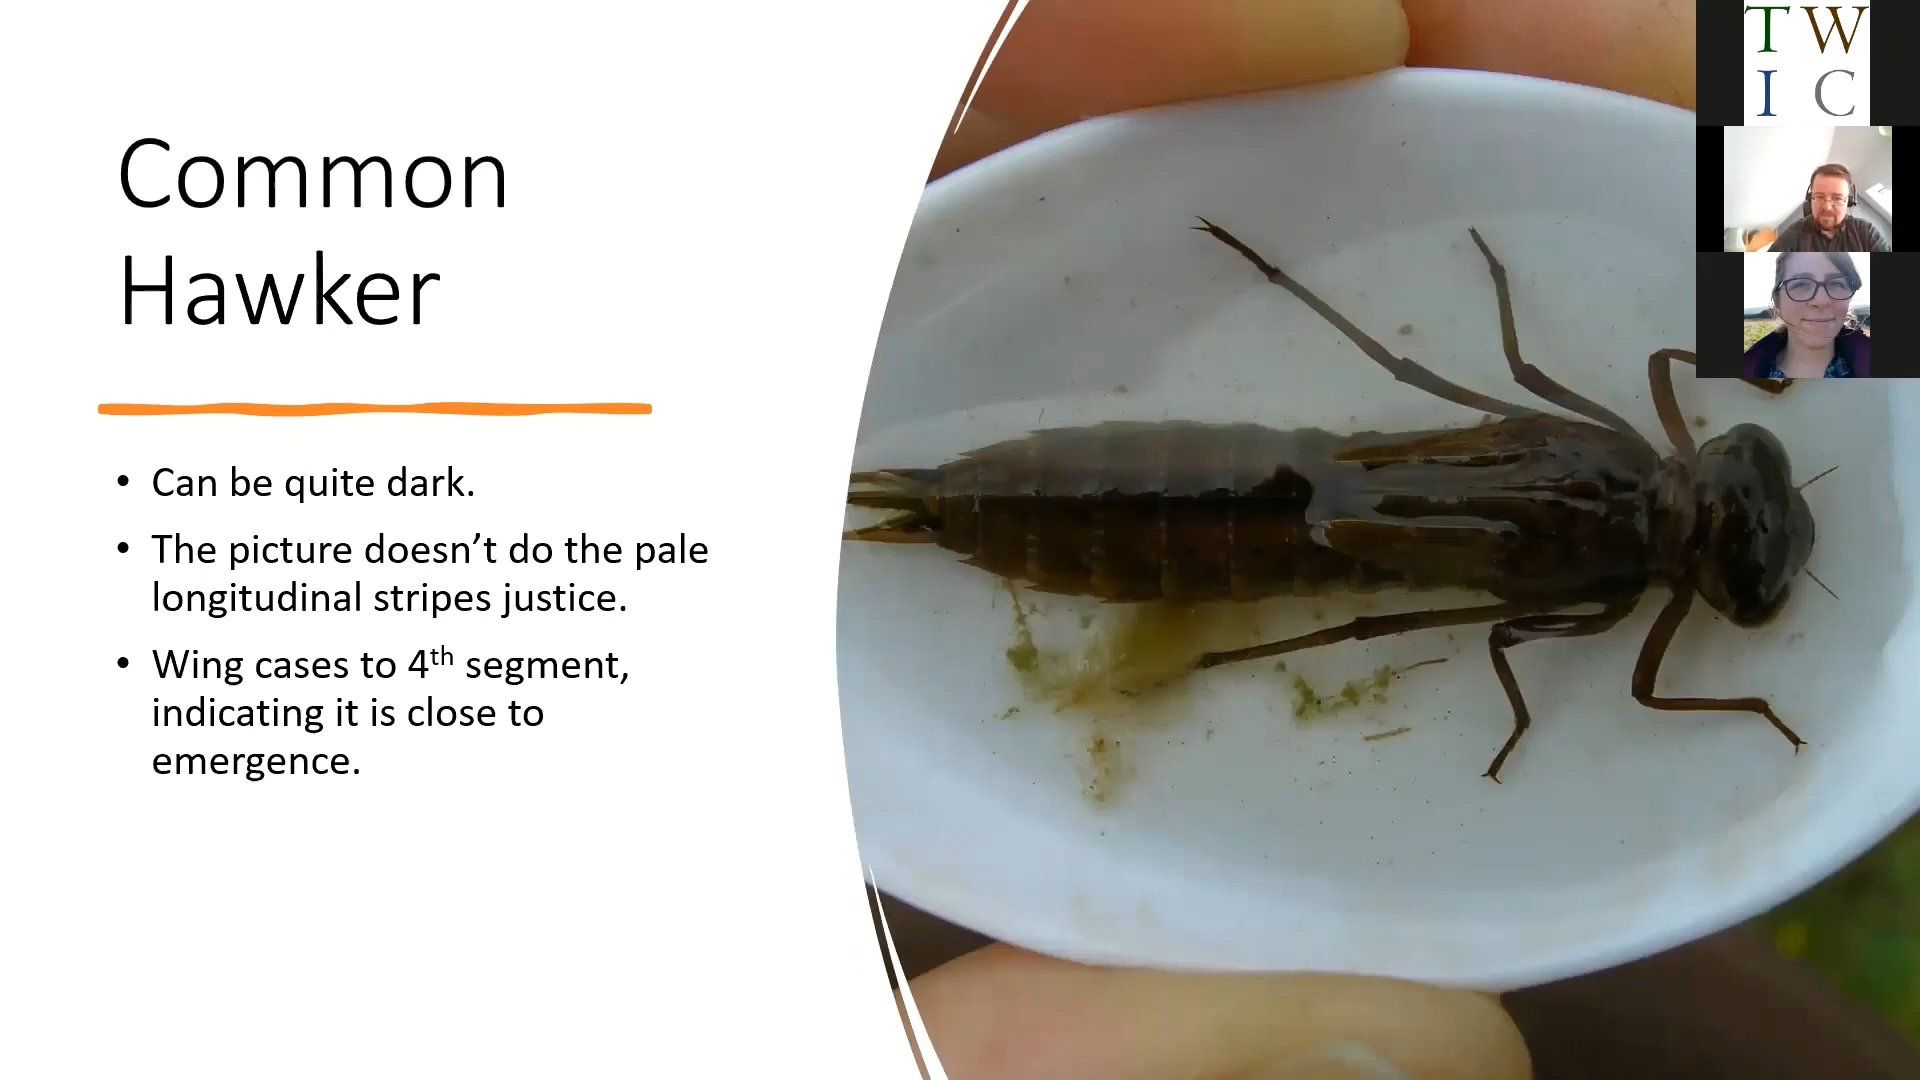 Common
Hawker
• Can be quite dark.
• The picture doesn’t do the pale
longitudinal stripes justice.
• Wing cases to 4th segment,
indicating it is close to
emergence.
T W
I C